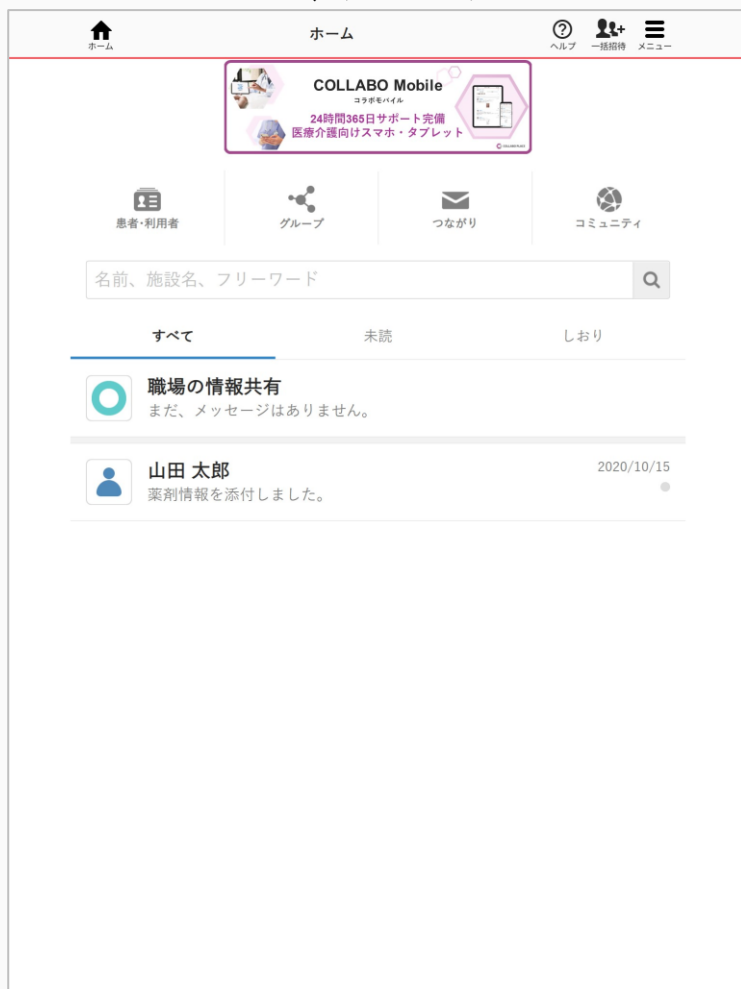 ホーム
ホーム
ヘルプ
一括招待
メニュー
COLLABO Mobile
コラボモバイル
24時間365日サポート完備
医療介護向けスマホ・タブレット
患者・利用者
グループ
つながり
コミュニティ
名前、施設名、フリーワード
すべて
未読
しおり
職場の情報共有
まだ、メッセージはありません。
山田 太郎
2020/10/15
薬剤情報を添付しました。